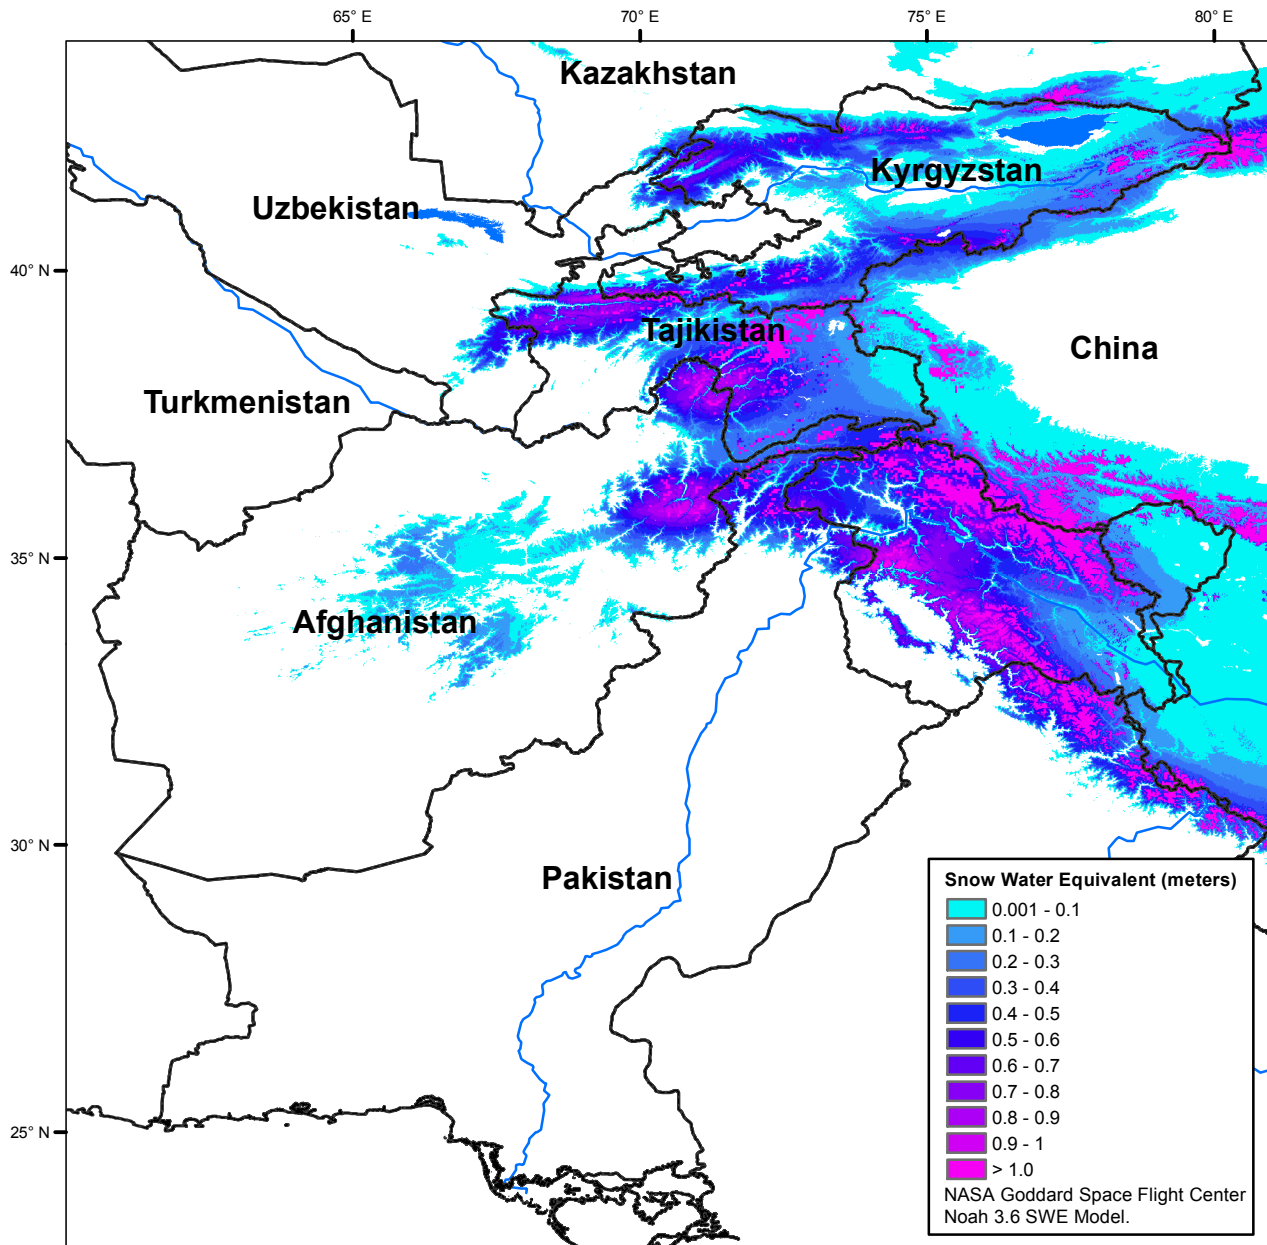 65° E
70° E
75° E
80° E
Kazakhstan
Kyrgyzstan
Uzbekistan
40° N
Tajikistan
China
Turkmenistan
35° N
Afghanistan
30° N
Pakistan
25° N
Snow Water Equivalent (meters)
0.001 - 0.1
0.1 - 0.2
0.2 - 0.3
0.3 - 0.4
0.4 - 0.5
0.5 - 0.6
0.6 - 0.7
0.7 - 0.8
0.8 - 0.9
0.9 - 1
> 1.0
NASA Goddard Space Flight Center
Noah 3.6 SWE Model.